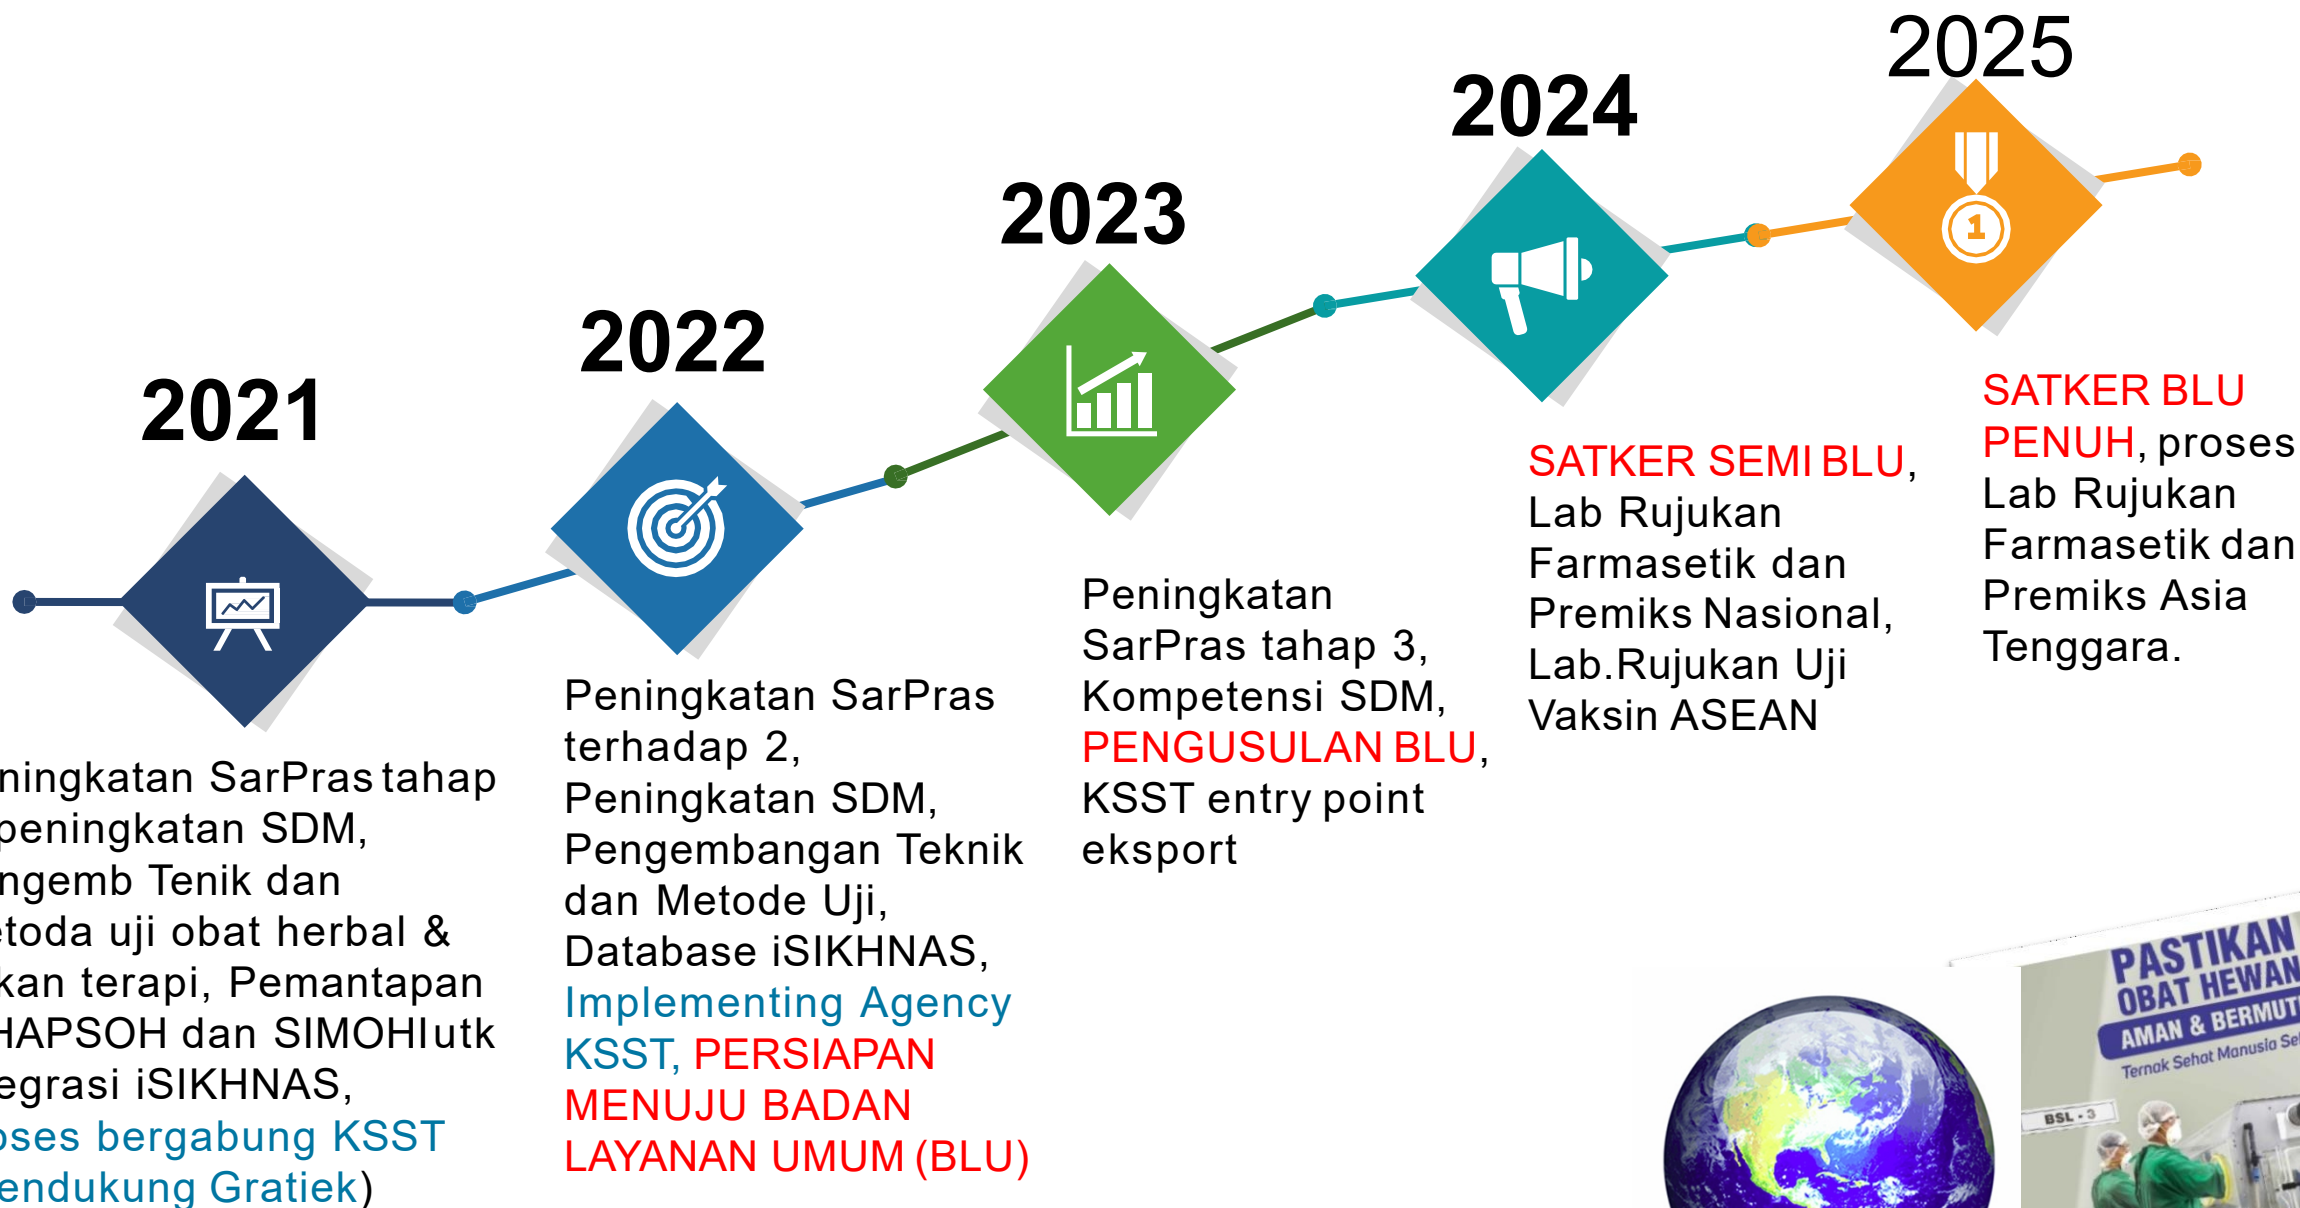 2021
ningkatan SarPras tahap
peningkatan SDM,
ngemb Tenik dan
etoda uji obat herbal &
kan terapi, Pemantapan
HAPSOH dan SIMOHIutk
egrasi iSIKHNAS,
oses bergabung KSST
endukung Gratiek)
2022
Peningkatan SarPras
terhadap 2,
Peningkatan SDM,
Pengembangan Teknik
dan Metode Uji,
Database iSIKHNAS,
Implementing Agency
KSST, PERSIAPAN
MENUJU BADAN
LAYANAN UMUM (BLU)
2023
Peningkatan
SarPras tahap 3,
Kompetensi SDM,
PENGUSULAN BLU,
KSST entry point
eksport
2024
SATKER SEMI BLU,
Lab Rujukan
Farmasetik dan
Premiks Nasional,
Lab.Rujukan Uji
Vaksin ASEAN
2025
1
SATKER BLU
PENUH, proses
Lab Rujukan
Farmasetik dan
Premiks Asia
Tenggara.
PASTIKAN
OBAT HEWAN
AMAN & BERMUT
Ternak Sehat Manusia Se
BSL - 3